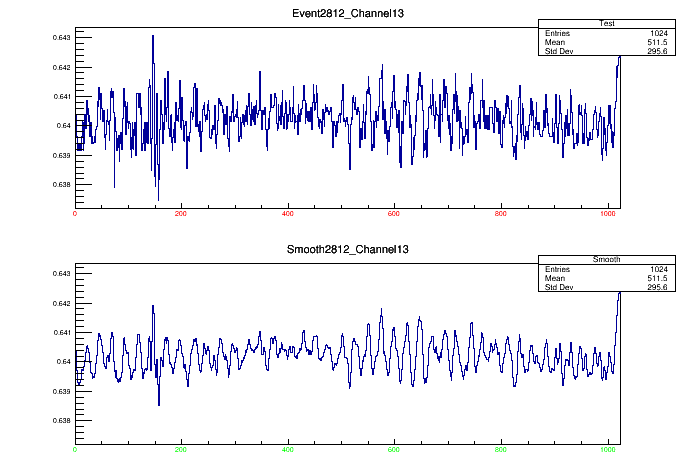 Event2812_Channel13
Test
Entries 1024
Mean 511.5
Std Dev 295.6
0.643
0.642
0.641
0.64
0.639
0.638
0 200 400 600 800 1000
Smooth2812_Channel13
Smooth
Entries 1024
Mean 511.5
Std Dev 295.6
0.643
0.642
0.641
0.64
0.639
0.638
0 200 400 600 800 1000